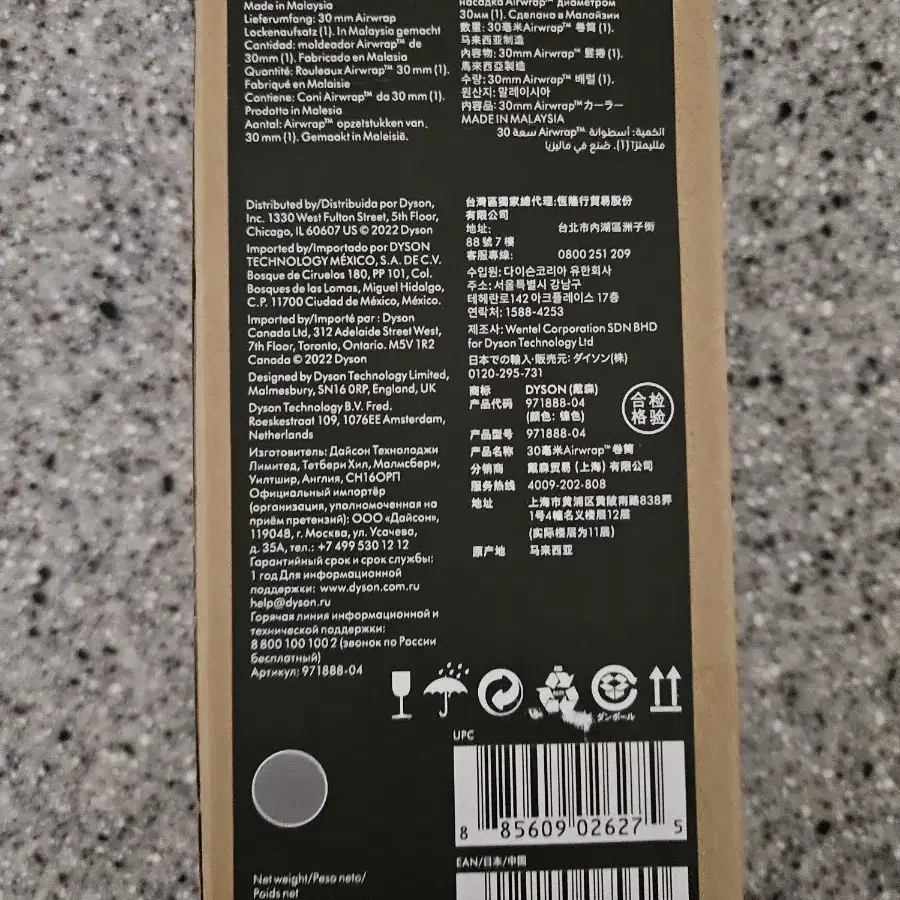 Made in Malaysia
Lieferumfang: 30 mm Airwrap
Lockenaufsatz (1). In Malaysia gemacht
Cantidad: moldeador Airwrap™ de
30mm (1). Fabricado en Malasia
Quantité: Rouleaux Airwrap™ 30 mm (1).
Fabriqué en Malaisie
Contiene: Coni Airwrap™ da 30 mm (1).
Prodotto in Malesia
Aantal: Airwrap™ opzetstukken van
30 mm (1). Gemaakt in Maleisië.
насадка Airwrap™ диаметром
30мм (1). Сделано в Малайзии
数量: 30毫米Airwrap™ 卷筒 (1).
马来西亚制造
內容物: 30mm Airwrap™ 髮捲 (1).
馬來西亞製造
수량: 30mm Airwrap™ 배럴 (1).
원산지: 말레이시아
内容品: 30mm Airwrap™ カーラー
MADE IN MALAYSIA
الكمية: أسطوانة Airwrap™ سعة 30
ملليمتر (1). صُنع في ماليزيا
Distributed by/Distribuida por Dyson,
Inc. 1330 West Fulton Street, 5th Floor,
Chicago, IL 60607 US © 2022 Dyson
Imported by/Importado por DYSON
TECHNOLOGY MÉXICO, S.A. DE C.V.
Bosque de Ciruelos 180, PP 101, Col.
Bosques de las Lomas, Miguel Hidalgo,
C.P. 11700 Ciudad de México, México.
Imported by/Importé par : Dyson
Canada Ltd, 312 Adelaide Street West,
7th Floor, Toronto, Ontario. M5V 1R2
Canada © 2022 Dyson
Designed by Dyson Technology Limited,
Malmesbury, SN16 0RP, England, UK
Dyson Technology B.V. Fred.
Roeskestraat 109, 1076EE Amsterdam,
Netherlands
Изготовитель: Дайсон Текнолоджи
Лимитед, Тетбери Хил, Малмсбери,
Уилтшир, Англия, СН16ОРП
Официальный импортёр
(организация, уполномоченная на
приём претензий): ООО «Дайсон»,
119048, г. Москва, ул. Усачева,
д. 35А, тел.: +7 499 530 12 12
Гарантийный срок и срок службы:
1 год Для информационной
поддержки: www.dyson.com.ru
help@dyson.ru
Горячая линия информационной и
технической поддержки:
8 800 100 100 2 (звонок по России
бесплатный)
Артикул: 971888-04
台灣區獨家總代理:恆隆行貿易股份
有限公司
地址: 台北市內湖區洲子街
88 號 7 樓
客服專線: 0800 251 209
수입원: 다이슨코리아 유한회사
주소: 서울특별시 강남구
테헤란로142 아크플레이스 17층
연락처: 1588-4253
제조사: Wentel Corporation SDN BHD
for Dyson Technology Ltd
日本での輸入・販売元: ダイソン(株)
0120-295-731
商标 DYSON (戴森)
产品代码 971888-04
(颜色: 镍色)
产品型号 971888-04
产品名称 30毫米Airwrap™ 卷筒
分销商 戴森贸易 (上海) 有限公司
服务热线 4009-202-808
地址 上海市黄浦区黄陂南路838弄
1号4幢名义楼层12层
(实际楼层为11层)
原产地 马来西亚
合检
格验
ダンボール
UPC
8 85609 02627 5
EAN/日本/中国
Net weight/Peso neto/
Poids net